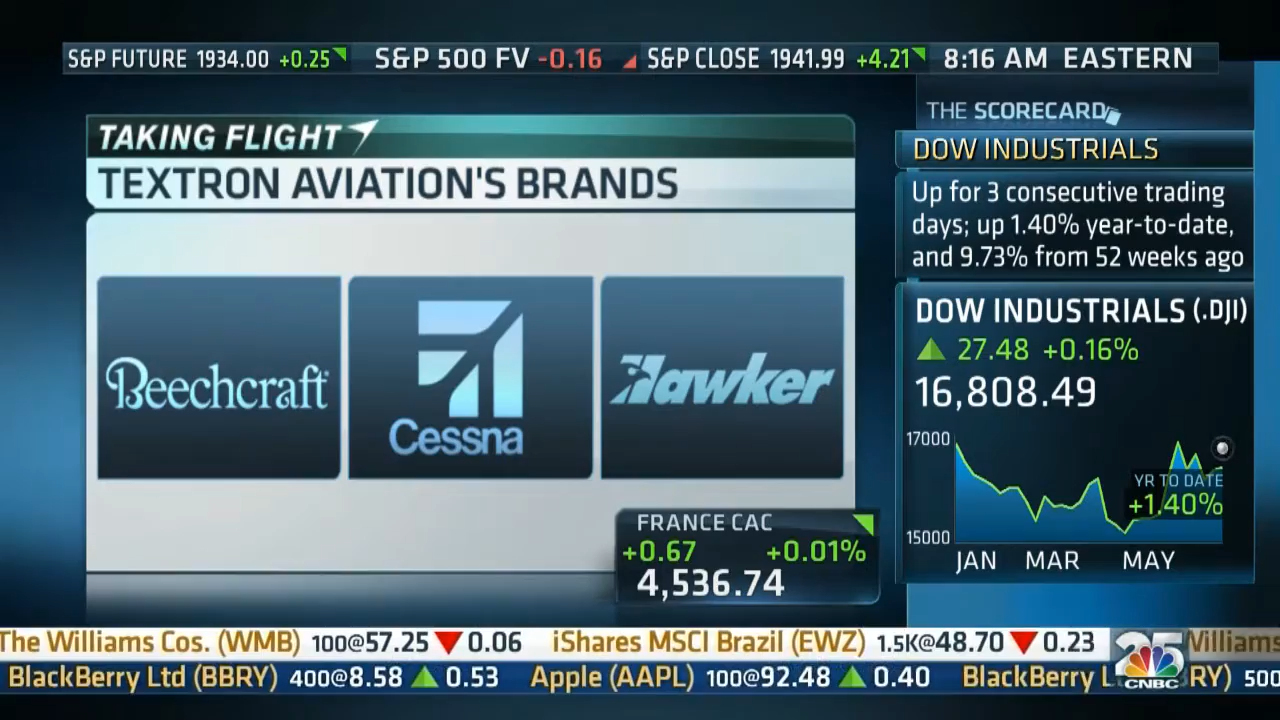 S&P FUTURE 1934.00 +0.25 S&P 500 FV -0.16 S&P CLOSE 1941.99 +4.21 8:16 AM EASTERN
TAKING FLIGHT
TEXTRON AVIATION'S BRANDS
Beechcraft
Cessna
Hawker
THE SCORECARD
DOW INDUSTRIALS
Up for 3 consecutive trading
days; up 1.40% year-to-date,
and 9.73% from 52 weeks ago
DOW INDUSTRIALS (.DJI)
27.48 +0.16%
16,808.49
17000
YR TO DATE
+1.40%
15000
JAN MAR MAY
FRANCE CAC
+0.67 +0.01%
4,536.74
The Williams Cos. (WMB) 100@57.25 0.06 iShares MSCI Brazil (EWZ) 1.5K@48.70 0.23 Williams
BlackBerry Ltd (BBRY) 400@8.58 0.53 Apple (AAPL) 100@92.48 0.40 BlackBerry RY) 500
25
CNBC